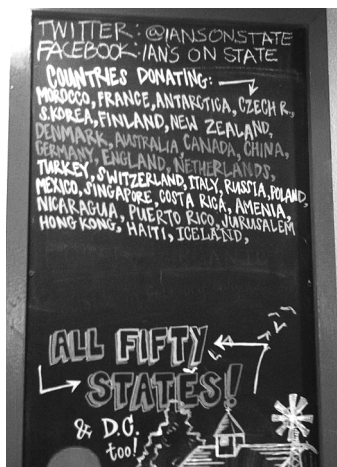 TWITTER: @IANSONSTATE
FACEBOOK: IAN'S ON STATE
COUNTRIES DONATING:
MOROCCO, FRANCE, ANTARCTICA, CZECH R.,
S.KOREA, FINLAND, NEW ZEALAND,
DENMARK, AUSTRALIA, CANADA, CHINA,
GERMANY, ENGLAND, NETHERLANDS,
TURKEY, SWITZERLAND, ITALY, RUSSIA, POLAND,
MEXICO, SINGAPORE, COSTA RICA, AMENIA,
NICARAGUA, PUERTO RICO, JURUSALEM
HONG KONG, HAITI, ICELAND,
ALL FIFTY
STATES!
& D.C.
too!